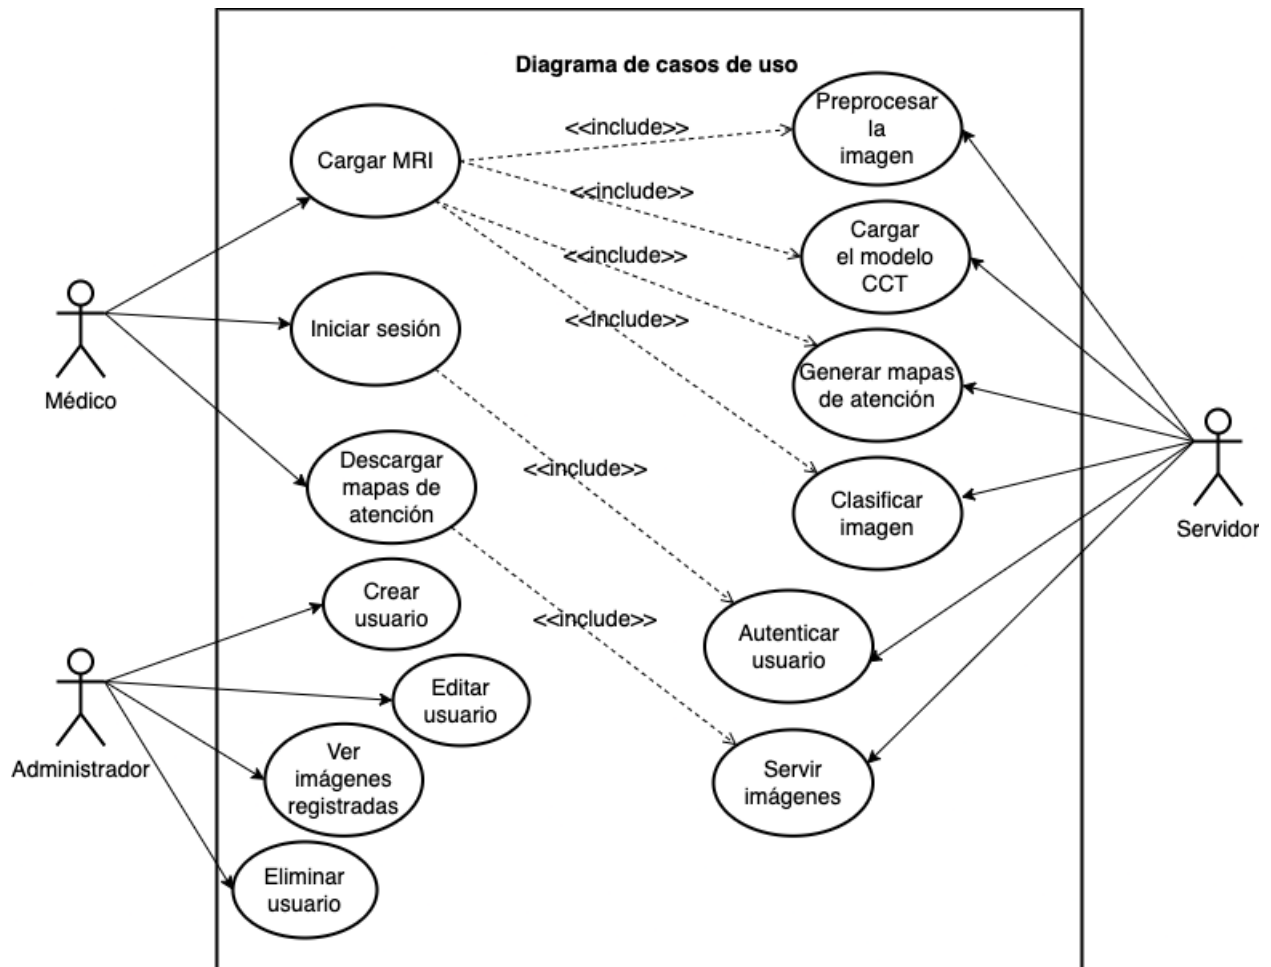 Diagrama de casos de uso
Cargar MRI
Iniciar sesión
Descargar
mapas de
atención
Crear
usuario
Editar
usuario
Ver
imágenes
registradas
Eliminar
usuario
Médico
Administrador
<<include>>
<<include>>
<<include>>
<<include>>
<<include>>
<<include>>
Preprocesar
la
imagen
Cargar
el modelo
CCT
Generar mapas
de atención
Clasificar
imagen
Autenticar
usuario
Servir
imágenes
Servidor